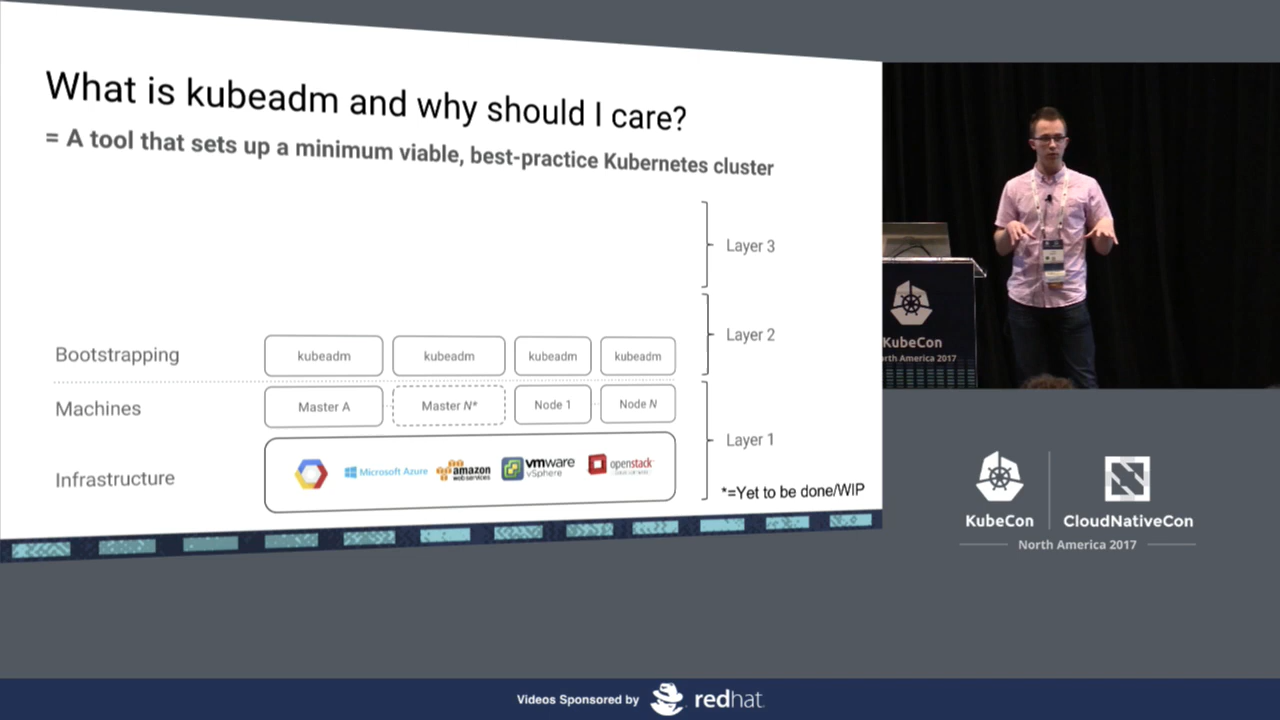 What is kubeadm and why should I care?
= A tool that sets up a minimum viable, best-practice Kubernetes cluster
Layer 3
Layer 2
Bootstrapping
kubeadm
kubeadm
kubeadm
kubeadm
Machines
Master A
Master N*
Node 1
Node N
Layer 1
Infrastructure
Microsoft Azure
amazon
web services
vmware
vSphere
openstack
*=Yet to be done/WIP
KubeCon
North America 2017
KubeCon
CloudNativeCon
North America 2017
Videos Sponsored by
redhat